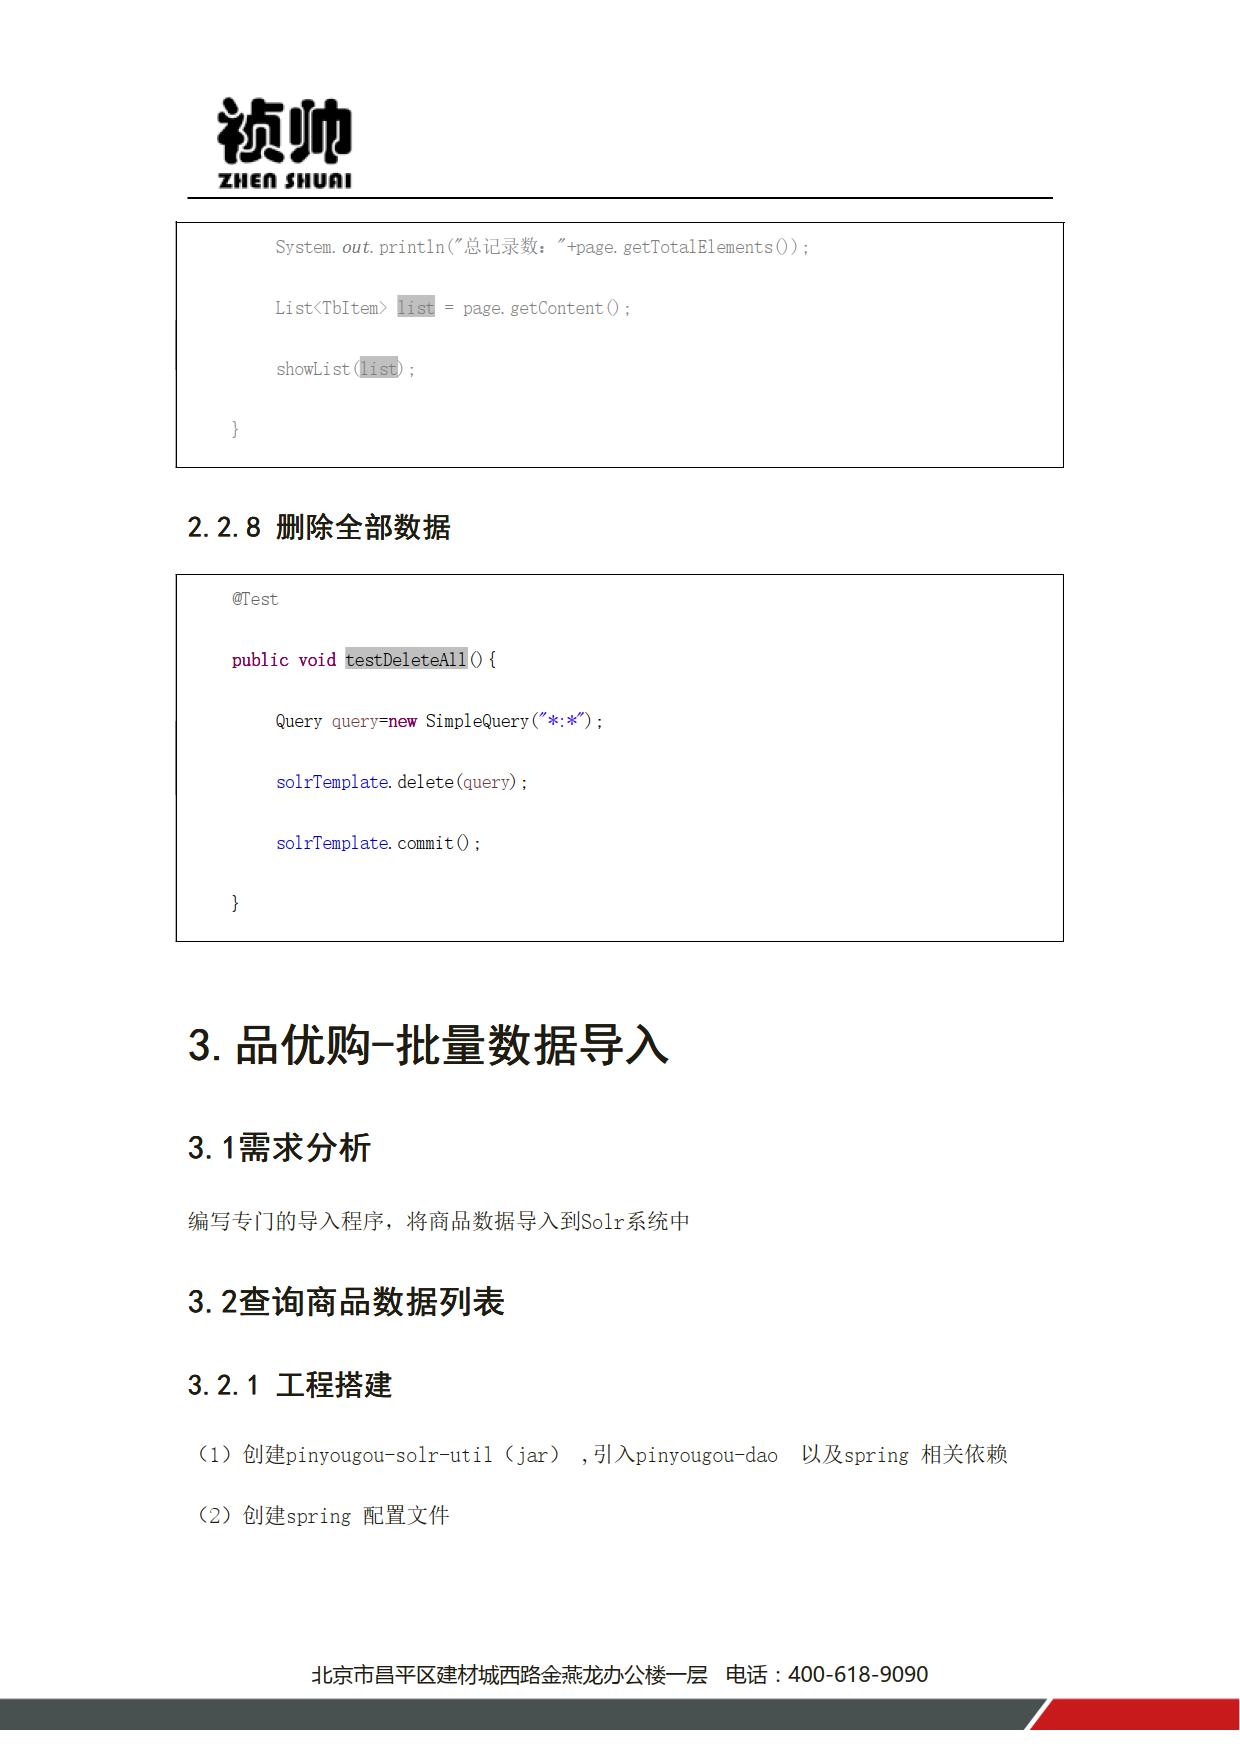 祯帅
ZHEN SHUAI
System.out.println("总记录数："+page.getTotalElements());
List<TbItem> list = page.getContent();
showList(list);
}
2.2.8 删除全部数据
@Test
public void testDeleteAll(){
Query query=new SimpleQuery("*:*");
solrTemplate.delete(query);
solrTemplate.commit();
}
3.品优购-批量数据导入
3.1需求分析
编写专门的导入程序，将商品数据导入到Solr系统中
3.2查询商品数据列表
3.2.1 工程搭建
（1）创建pinyougou-solr-util（jar） ,引入pinyougou-dao  以及spring 相关依赖
（2）创建spring 配置文件
北京市昌平区建材城西路金燕龙办公楼一层   电话：400-618-9090